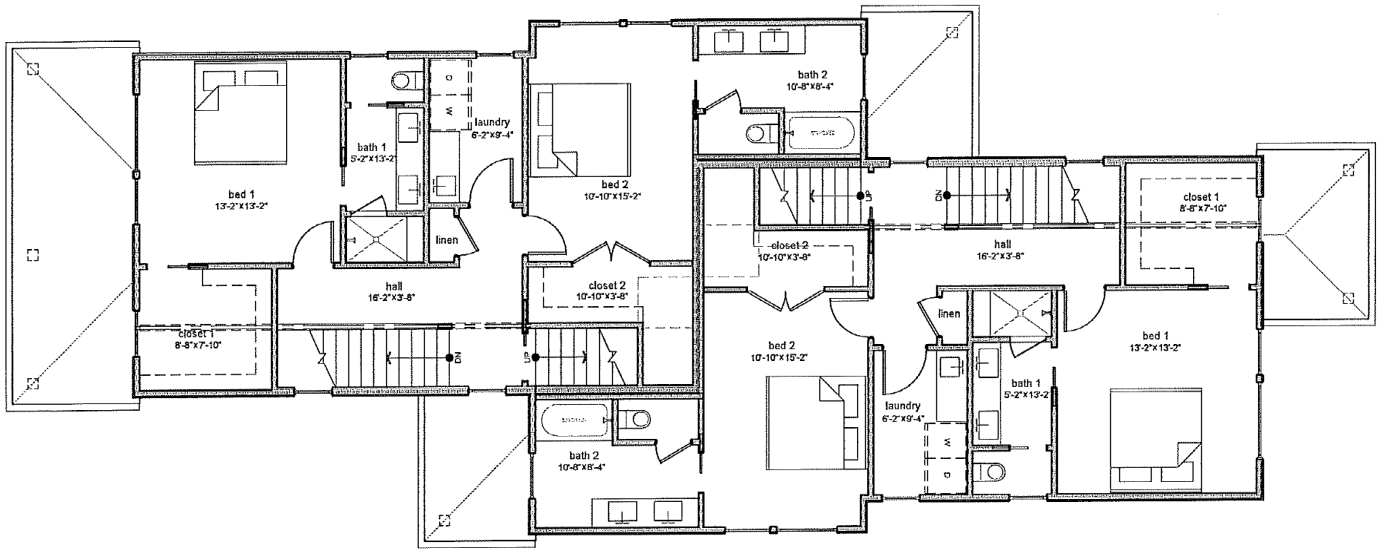 bath 2
10'-8"X8'-4"
D
W
laundry
6'-2"X9'-4"
bath 1
5'-2"X13'-2"
bed 1
13'-2"X13'-2"
bed 2
10'-10"X15'-2"
UP
DN
closet 1
8'-8"X7'-10"
linen
closet 2
10'-10"X3'-8"
hall
16'-2"X3'-8"
hall
16'-2"X3'-8"
closet 2
10'-10"X3'-8"
closet 1
8'-8"X7'-10"
DN
UP
linen
bed 2
10'-10"X15'-2"
bed 1
13'-2"X13'-2"
bath 1
5'-2"X13'-2"
laundry
6'-2"X9'-4"
W
D
bath 2
10'-8"X8'-4"